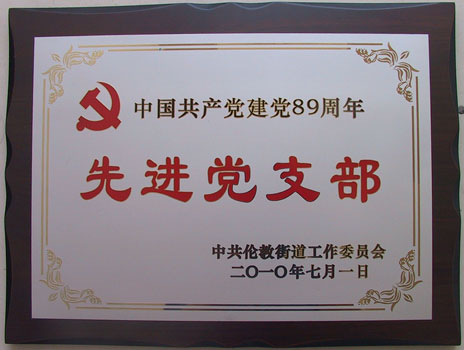 中国共产党建党89周年
先进党支部
中共伦教街道工作委员会
二〇一〇年七月一日